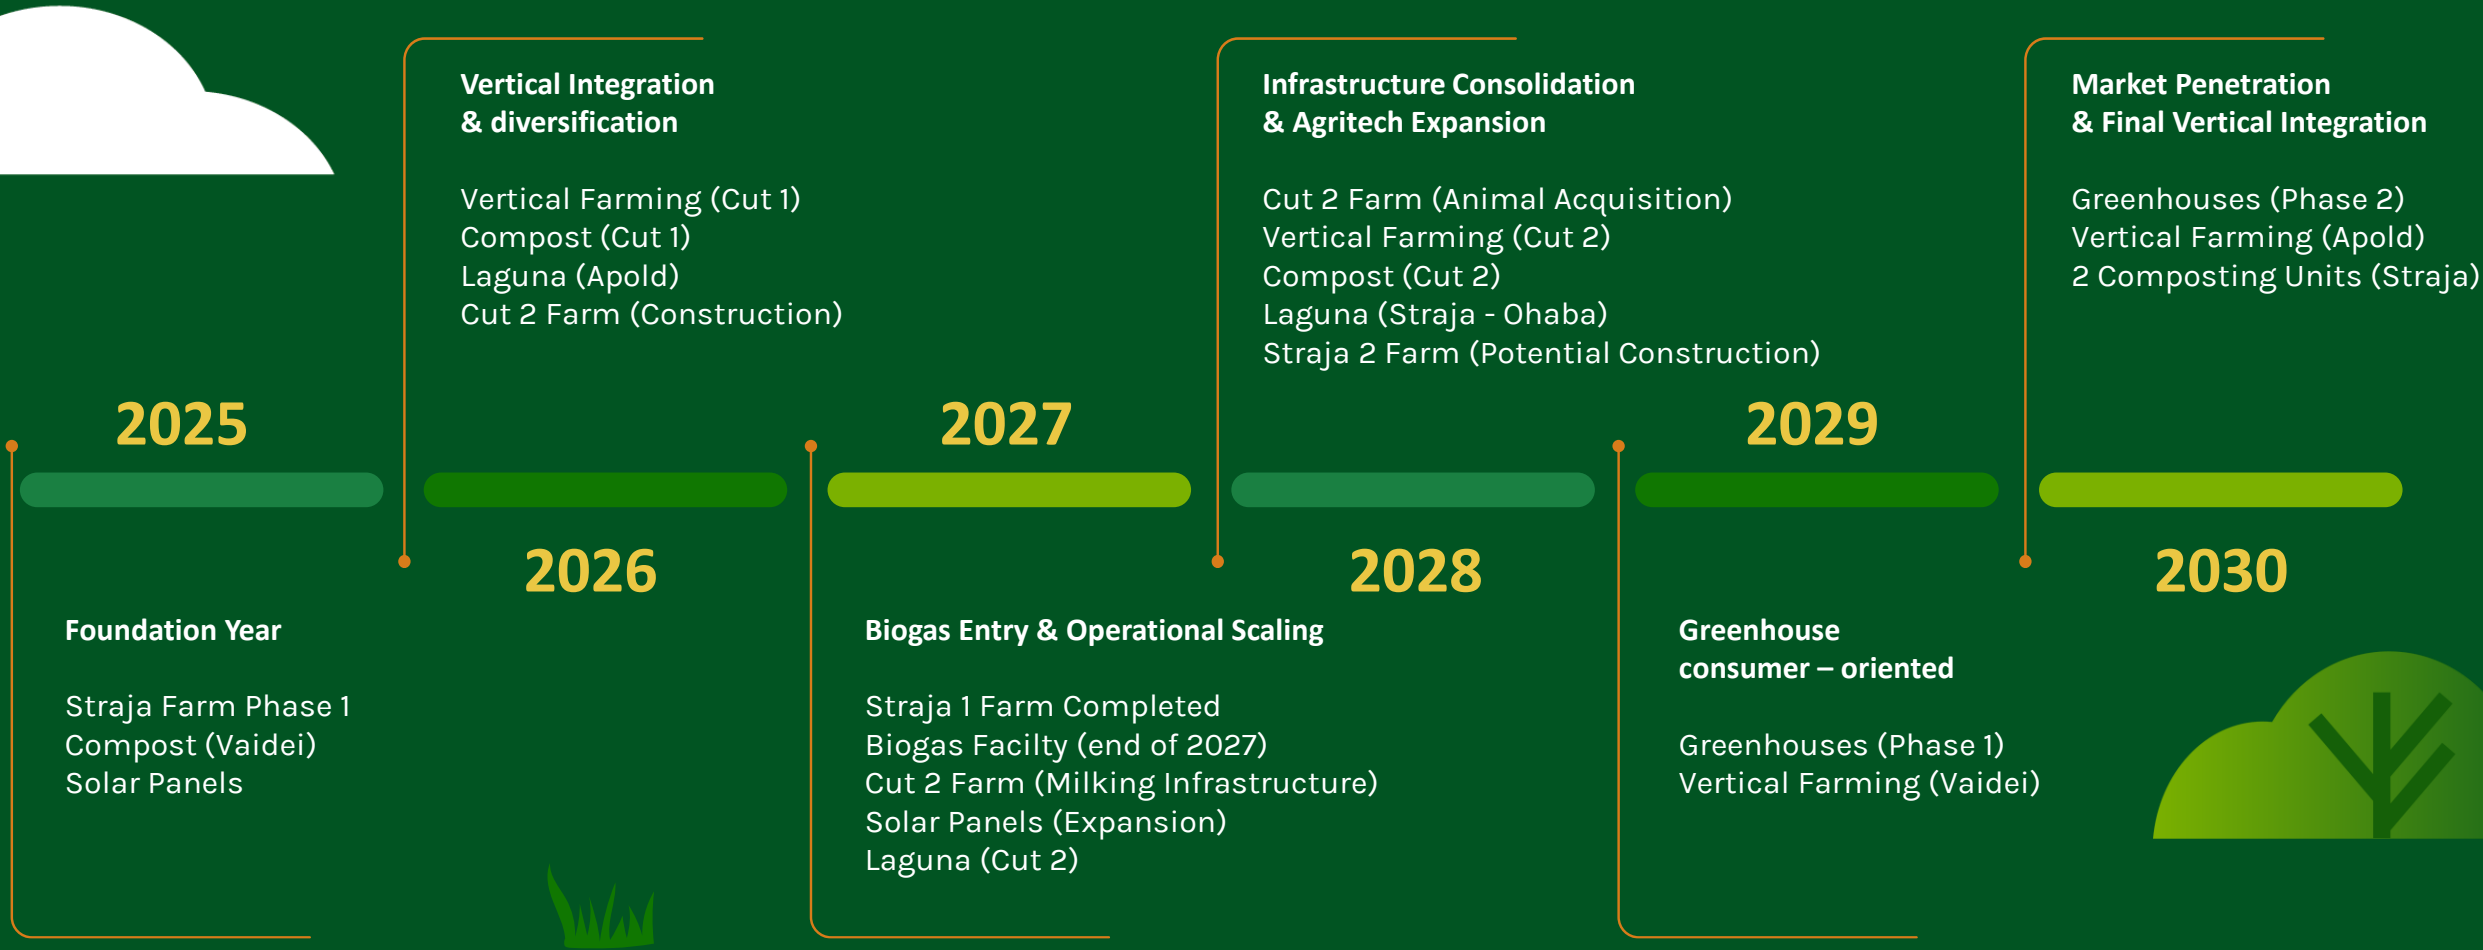 2025
Foundation Year
Straja Farm Phase 1
Compost (Vaidei)
Solar Panels
Vertical Integration
& diversification
Vertical Farming (Cut 1)
Compost (Cut 1)
Laguna (Apold)
Cut 2 Farm (Construction)
2026
2027
Biogas Entry & Operational Scaling
Straja 1 Farm Completed
Biogas Facilty (end of 2027)
Cut 2 Farm (Milking Infrastructure)
Solar Panels (Expansion)
Laguna (Cut 2)
Infrastructure Consolidation
& Agritech Expansion
Cut 2 Farm (Animal Acquisition)
Vertical Farming (Cut 2)
Compost (Cut 2)
Laguna (Straja - Ohaba)
Straja 2 Farm (Potential Construction)
2028
2029
Greenhouse
consumer – oriented
Greenhouses (Phase 1)
Vertical Farming (Vaidei)
Market Penetration
& Final Vertical Integration
Greenhouses (Phase 2)
Vertical Farming (Apold)
2 Composting Units (Straja)
2030